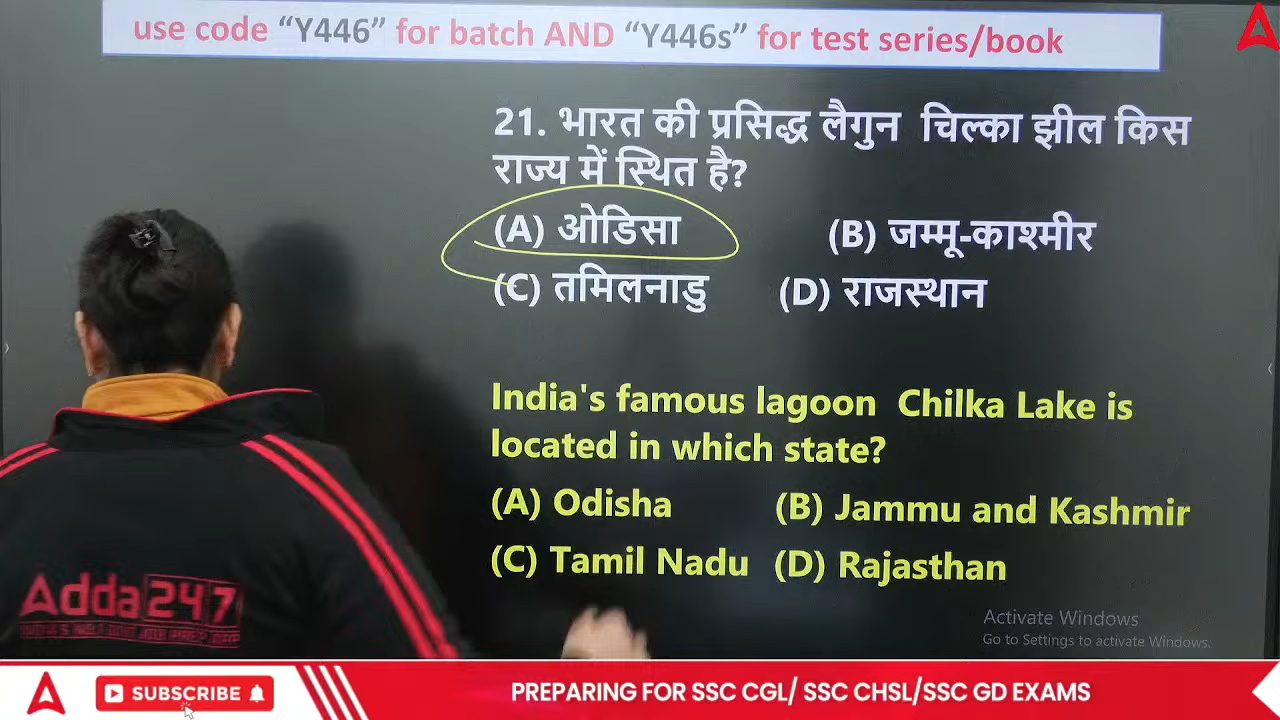 use code “Y446” for batch AND “Y446s” for test series/book
21. भारत की प्रसिद्ध लैगुन चिल्का झील किस
राज्य में स्थित है?
(A) ओडिसा (B) जम्मू-काश्मीर
(C) तमिलनाडु (D) राजस्थान
India's famous lagoon Chilka Lake is
located in which state?
(A) Odisha (B) Jammu and Kashmir
(C) Tamil Nadu (D) Rajasthan
Activate Windows
Go to Settings to activate Windows.
Adda247
SUBSCRIBE
PREPARING FOR SSC CGL/ SSC CHSL/SSC GD EXAMS